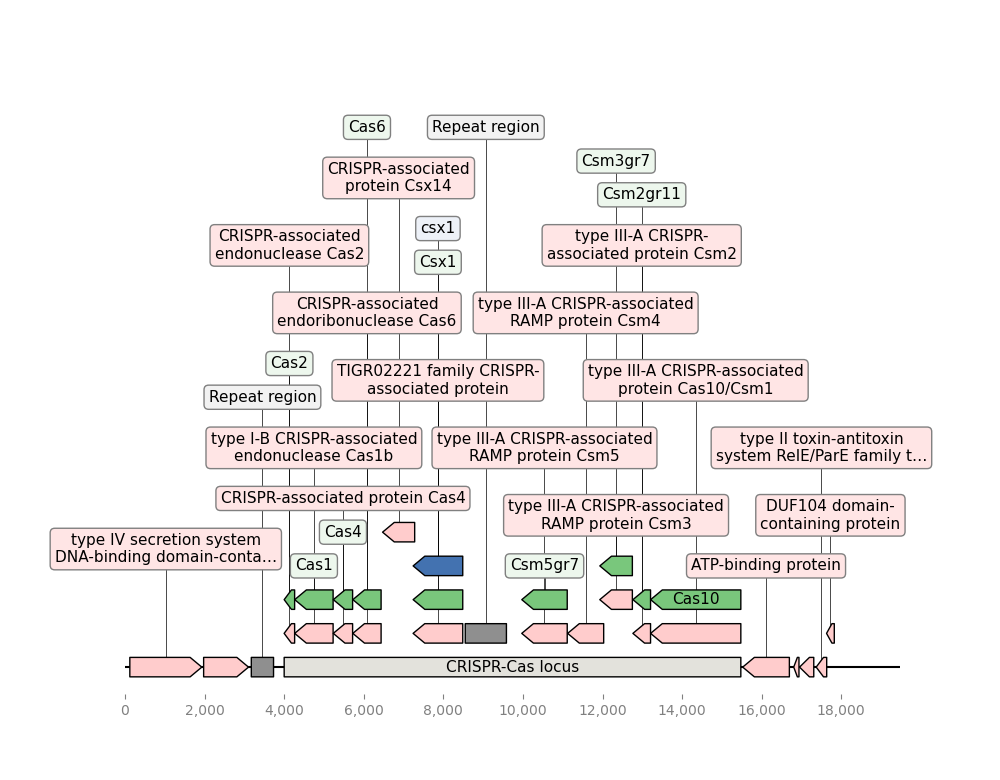 Cas6
Repeat region
Csm3gr7
CRISPR-associated
protein Csx14
Csm2gr11
csx1
CRISPR-associated
endonuclease Cas2
type III-A CRISPR-
associated protein Csm2
Csx1
CRISPR-associated
endoribonuclease Cas6
type III-A CRISPR-associated
RAMP protein Csm4
Cas2
TIGR02221 family CRISPR-
associated protein
type III-A CRISPR-associated
protein Cas10/Csm1
Repeat region
type I-B CRISPR-associated
endonuclease Cas1b
type III-A CRISPR-associated
RAMP protein Csm5
type II toxin-antitoxin
system RelE/ParE family t…
CRISPR-associated protein Cas4
type III-A CRISPR-associated
RAMP protein Csm3
DUF104 domain-
containing protein
type IV secretion system
DNA-binding domain-conta…
Cas4
Cas1
Csm5gr7
ATP-binding protein
Cas10
CRISPR-Cas locus
0
2,000
4,000
6,000
8,000
10,000
12,000
14,000
16,000
18,000